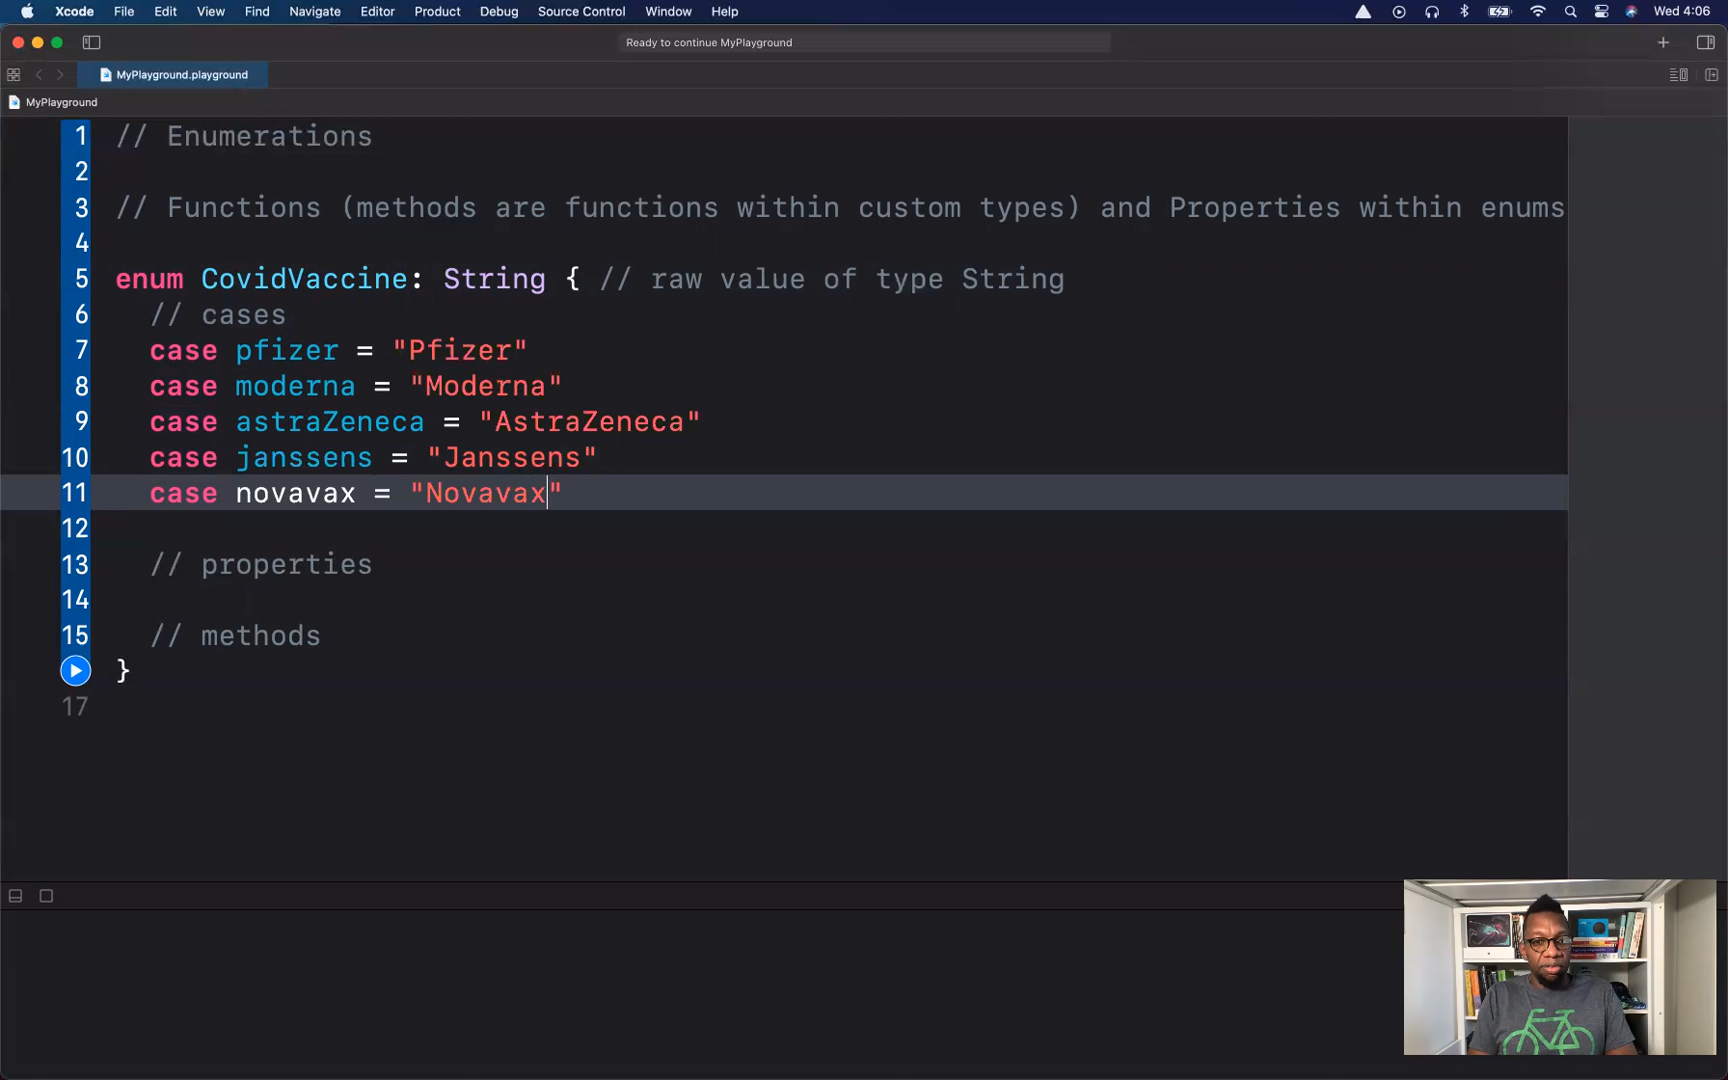 Xcode File Edit View Find Navigate Editor Product Debug Source Control Window Help Wed 4:06
Ready to continue MyPlayground
MyPlayground.playground
MyPlayground
1 // Enumerations
2
3 // Functions (methods are functions within custom types) and Properties within enums
4
5 enum CovidVaccine: String { // raw value of type String
6 // cases
7 case pfizer = "Pfizer"
8 case moderna = "Moderna"
9 case astraZeneca = "AstraZeneca"
10 case janssens = "Janssens"
11 case novavax = "Novavax"
12
13 // properties
14
15 // methods
}
17